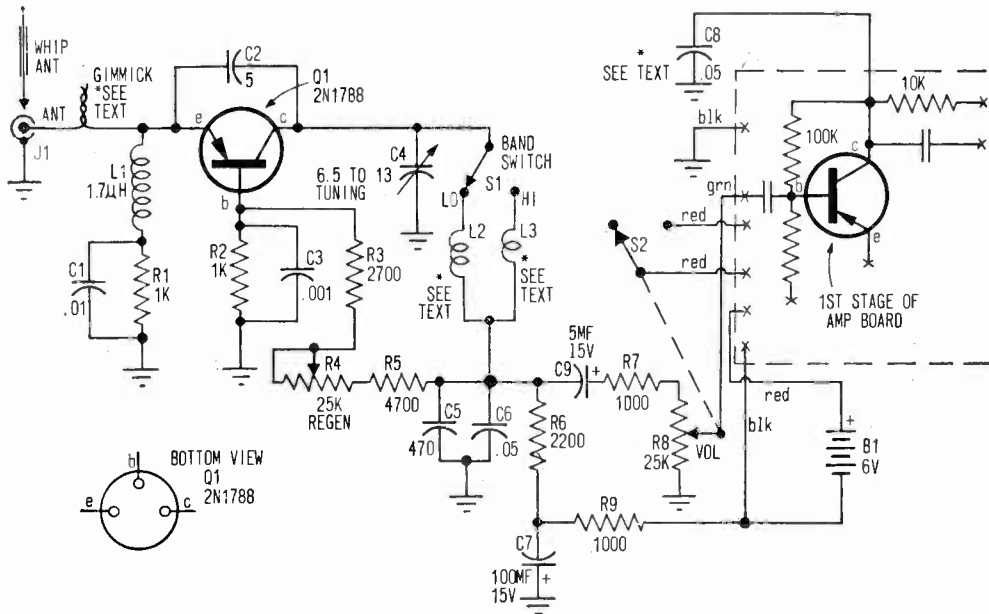 WHIP
ANT
GIMMICK
*SEE
TEXT
ANT
J1
C2
5
Q1
2N1788
e
c
b
L1
1.7μH
C1
.01
R1
1K
R2
1K
C3
.001
R3
2700
6.5 TO
TUNING
C4
13
BAND
SWITCH
S1
LO
HI
L2
L3
*
SEE
TEXT
*
SEE
TEXT
R4
25K
REGEN
R5
4700
C5
470
C6
.05
R6
2200
5MF
15V
C9
+
R7
1000
R8
25K
VOL
C7
100MF
15V
+
R9
1000
S2
*
SEE TEXT
C8
.05
blk
grn
red
red
10K
100K
c
b
e
1ST STAGE OF
AMP BOARD
red
blk
+
B1
6V
BOTTOM VIEW
Q1
2N1788
b
e
c